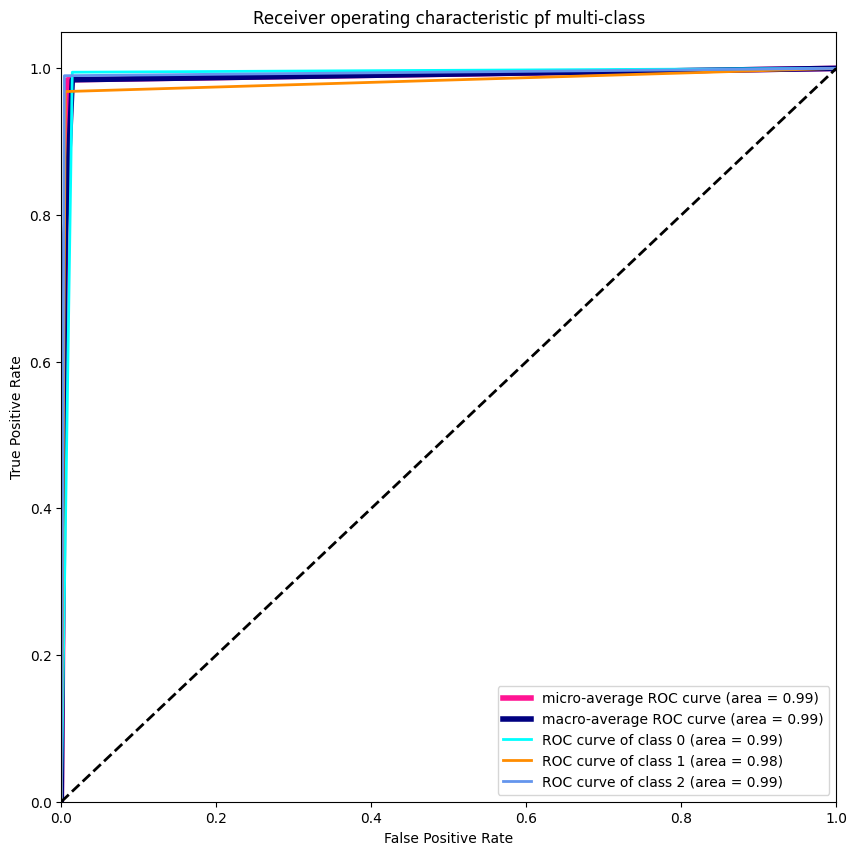 Receiver operating characteristic pf multi-class
True Positive Rate
1.0
0.8
0.6
0.4
0.2
0.0
micro-average ROC curve (area = 0.99)
macro-average ROC curve (area = 0.99)
ROC curve of class 0 (area = 0.99)
ROC curve of class 1 (area = 0.98)
ROC curve of class 2 (area = 0.99)
0.0 0.2 0.4 0.6 0.8 1.0
False Positive Rate